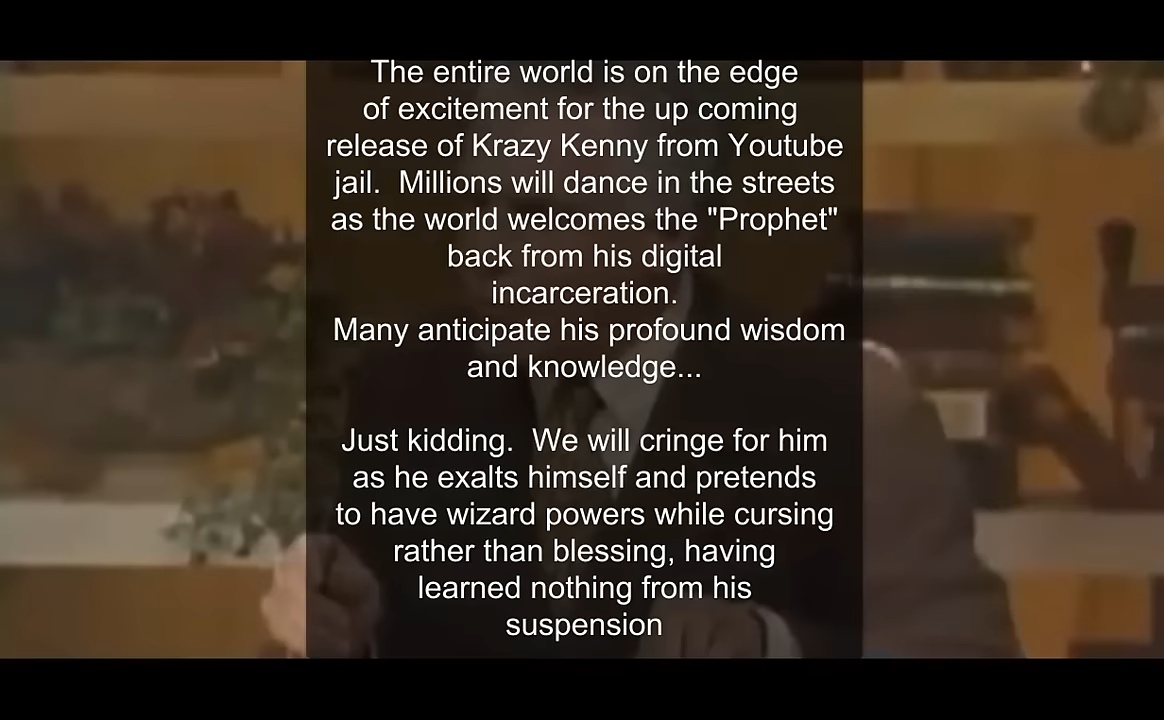 The entire world is on the edge
of excitement for the up coming
release of Krazy Kenny from Youtube
jail.  Millions will dance in the streets
as the world welcomes the "Prophet"
back from his digital
incarceration.
Many anticipate his profound wisdom
and knowledge...
Just kidding.  We will cringe for him
as he exalts himself and pretends
to have wizard powers while cursing
rather than blessing, having
learned nothing from his
suspension